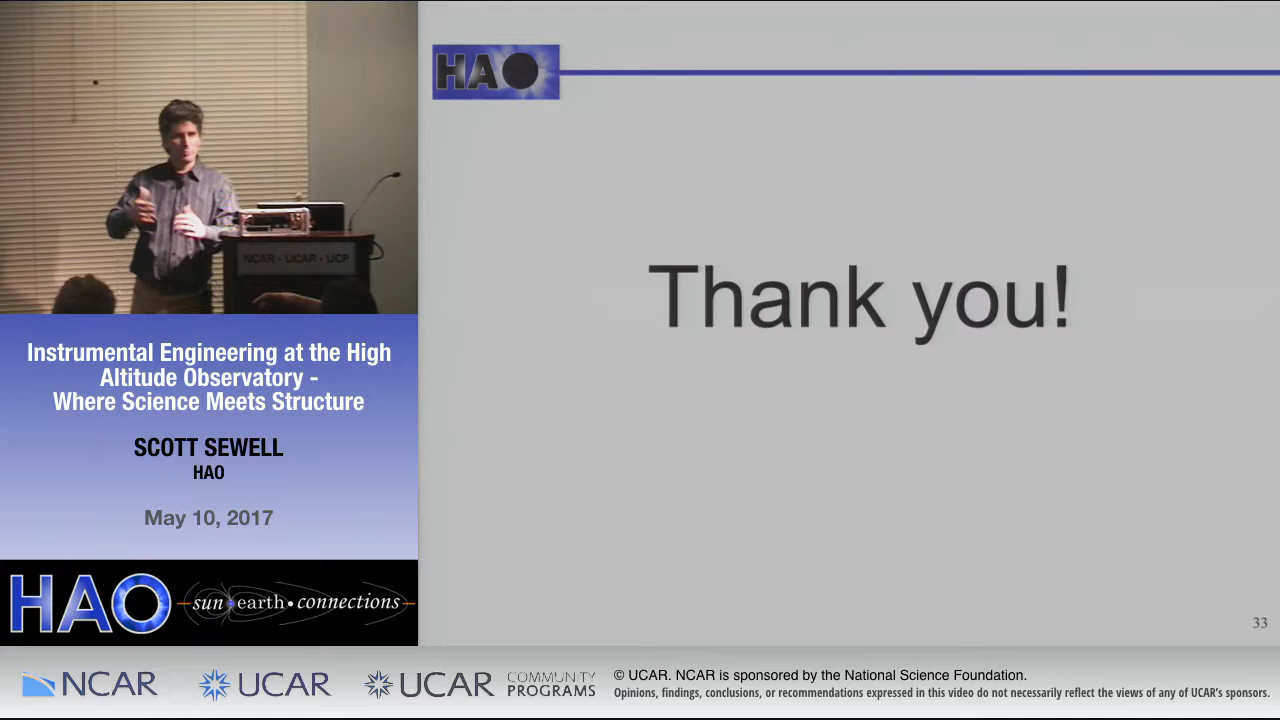 HAO
Thank you!
NCAR - UCAR - UCP
Instrumental Engineering at the High
Altitude Observatory -
Where Science Meets Structure
SCOTT SEWELL
HAO
May 10, 2017
HAO
sun earth • connections
33
NCAR
UCAR
UCAR
COMMUNITY
PROGRAMS
© UCAR. NCAR is sponsored by the National Science Foundation.
Opinions, findings, conclusions, or recommendations expressed in this video do not necessarily reflect the views of any of UCAR's sponsors.